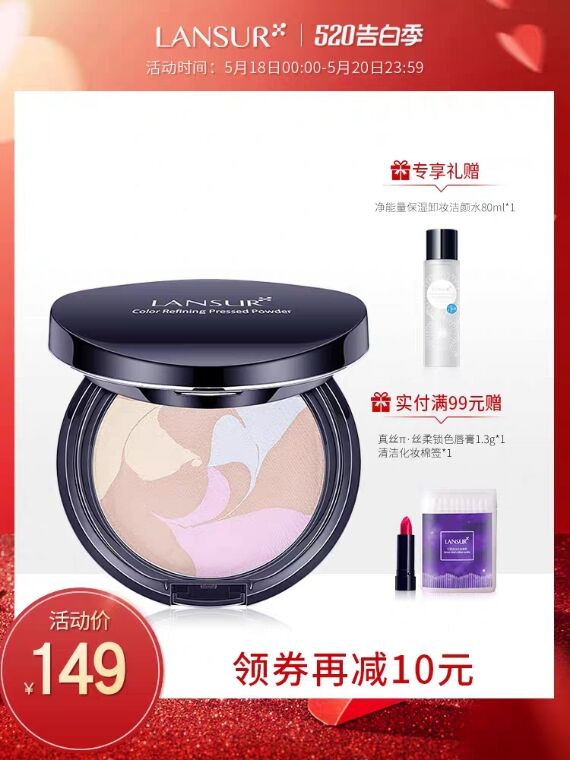 LANSUR
520告白季
活动时间：5月18日00:00-5月20日23:59
专享礼赠
净能量保湿卸妆洁颜水80ml*1
LANSUR
LANSUR
Color Refining Pressed Powder
实付满99元赠
真丝π·丝柔锁色唇膏1.3g*1
清洁化妆棉签*1
LANSUR
活动价
¥149
领券再减10元